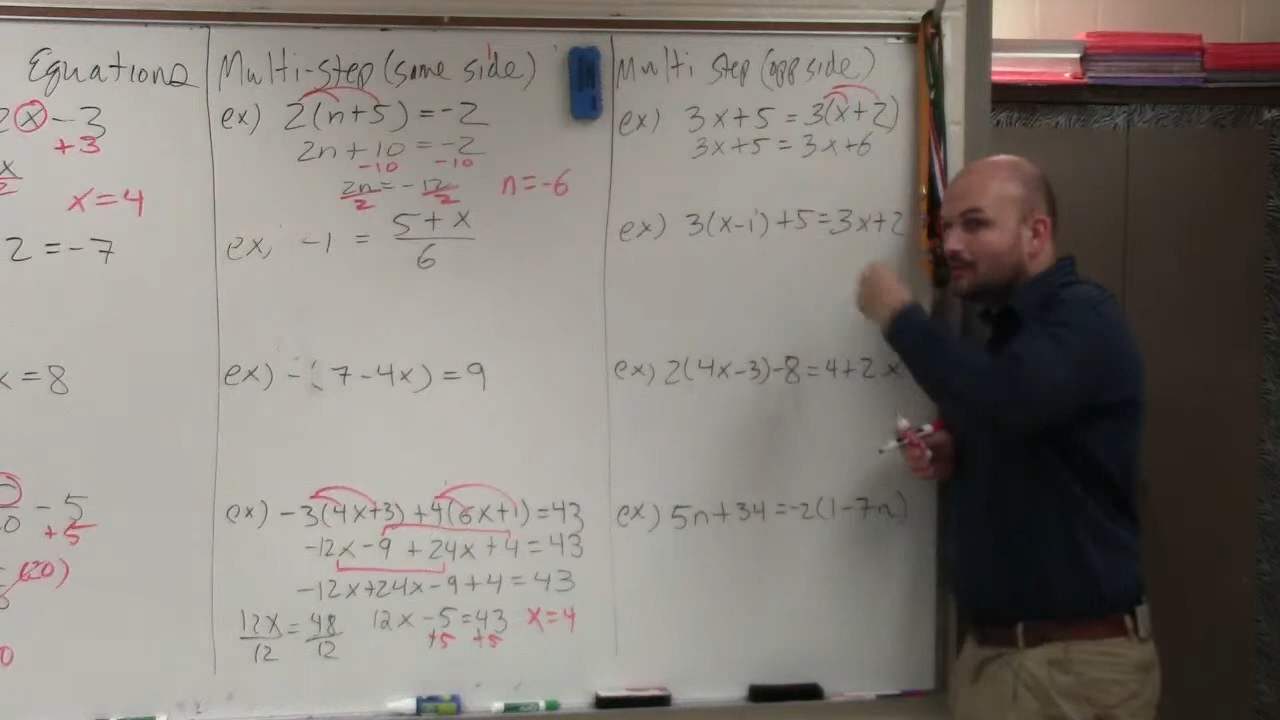 Equations
2x-3
+3
x
2
x=4
2=-7
x=8
-5
+5
(20)
Multi-step (same side)
ex) 2(n+5)=-2
2n+10=-2
-10 -10
2n=-12
2 2
n=-6
ex, -1 = 5+x
6
ex) -(7-4x)=9
ex) -3(4x+3)+4(6x+1)=43
-12x-9+24x+4=43
-12x+24x-9+4=43
12x=48 12x-5=43 x=4
12 12 +5 +5
Multi Step (opp side)
ex) 3x+5=3(x+2)
3x+5=3x+6
ex) 3(x-1)+5=3x+2
ex) 2(4x-3)-8=4+2x
ex) 5n+34=-2(1-7n)